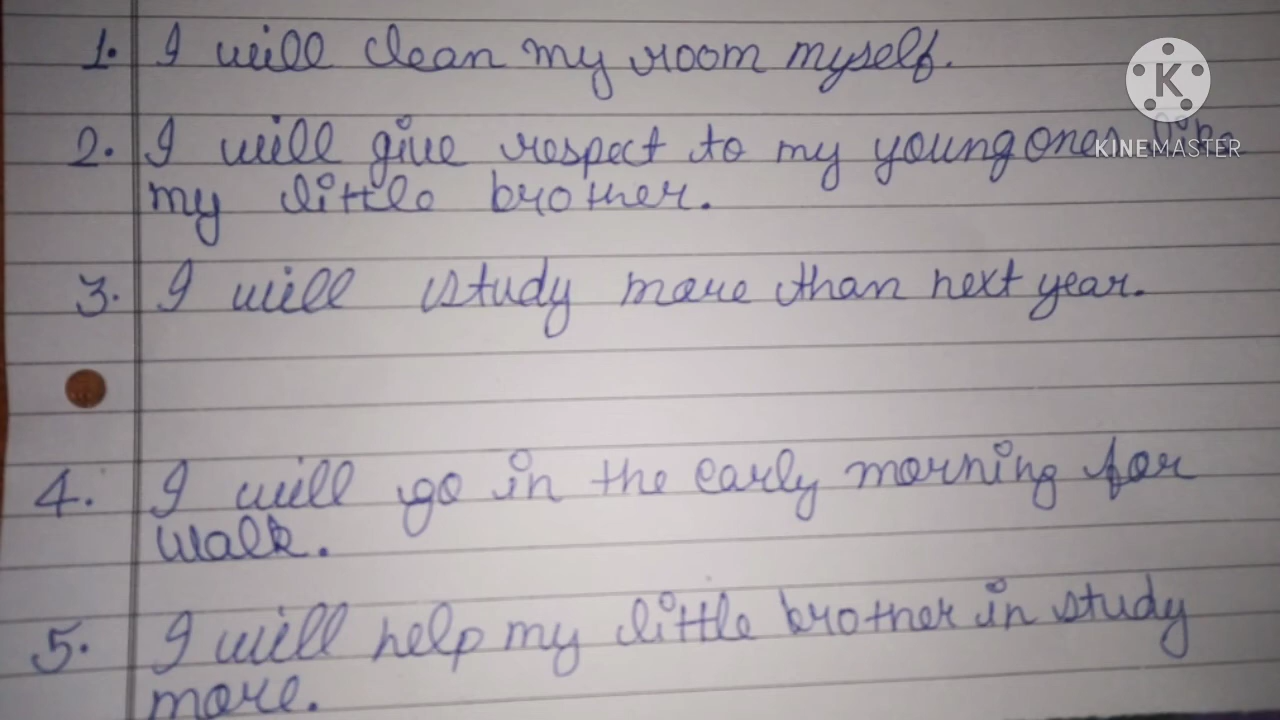 1. I will clean my room myself.
2. I will give respect to my young ones like
my little brother.
3. I will study more than next year.
4. I will go in the early morning for
walk.
5. I will help my little brother in study
more.
K
KINEMASTER